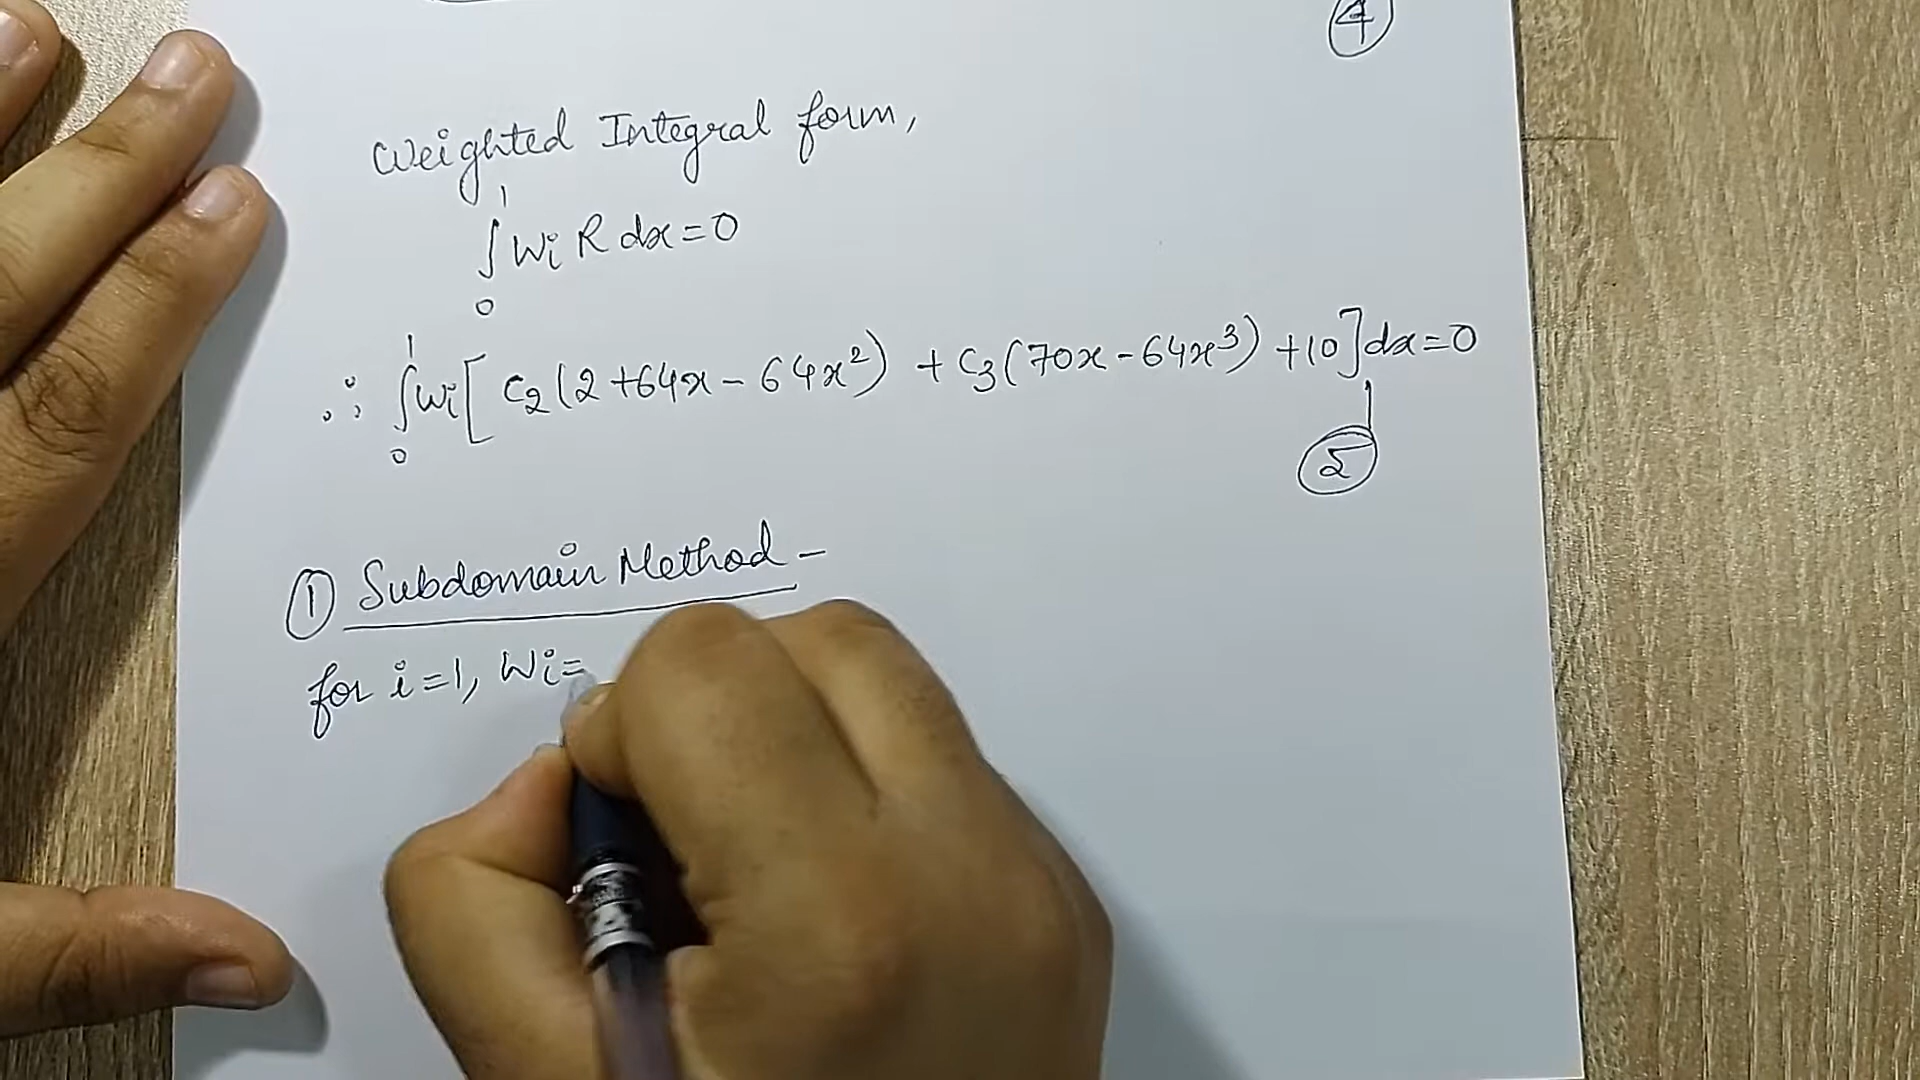 ④
Weighted Integral form,
∫₀¹ Wi R dx = 0
∴ ∫₀¹ Wi [ C₂(2+64x-64x²) + C₃(70x-64x³) +10] dx=0
⑤
① Subdomain Method -
for i=1, Wi=